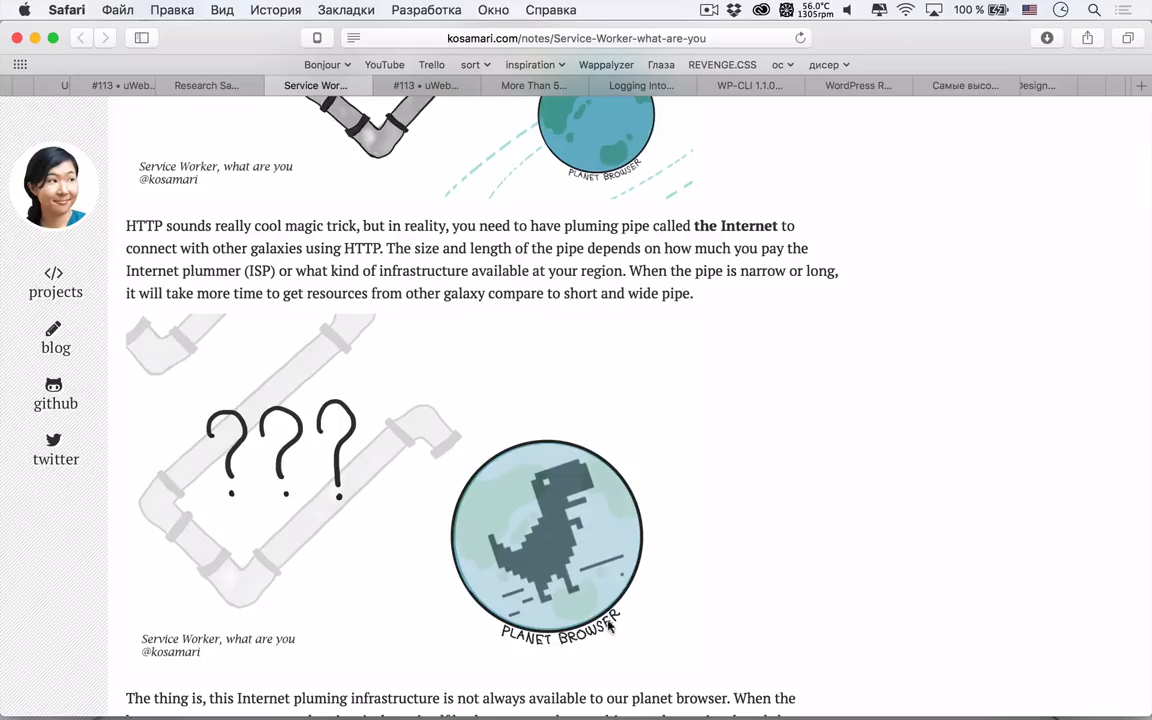 Safari Файл Правка Вид История Закладки Разработка Окно Справка 56.0°C 1305rpm 100 %
kosamari.com/notes/Service-Worker-what-are-you
Bonjour YouTube Trello sort inspiration Wappalyzer Глаза REVENGE.CSS ос дисер
U #113 • uWeb... Research Sa... Service Wor... #113 • uWeb... More Than 5... Logging Into... WP-CLI 1.1.0... WordPress R... Самые высо... Design...
Service Worker, what are you
@kosamari
PLANET BROWSER
HTTP sounds really cool magic trick, but in reality, you need to have pluming pipe called the Internet to
connect with other galaxies using HTTP. The size and length of the pipe depends on how much you pay the
Internet plummer (ISP) or what kind of infrastructure available at your region. When the pipe is narrow or long,
it will take more time to get resources from other galaxy compare to short and wide pipe.
projects
blog
github
twitter
???
PLANET BROWSER
Service Worker, what are you
@kosamari
The thing is, this Internet pluming infrastructure is not always available to our planet browser. When the